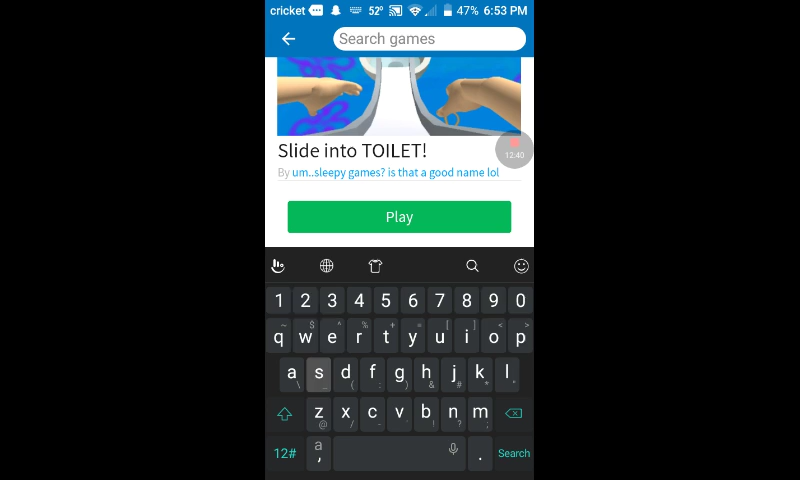 cricket 52° 47% 6:53 PM
Search games
Slide into TOILET!
12:40
By um..sleepy games? is that a good name lol
Play
1 2 3 4 5 6 7 8 9 0
q w e r t y u i o p
a s d f g h j k l
z x c v b n m
12# a , . Search